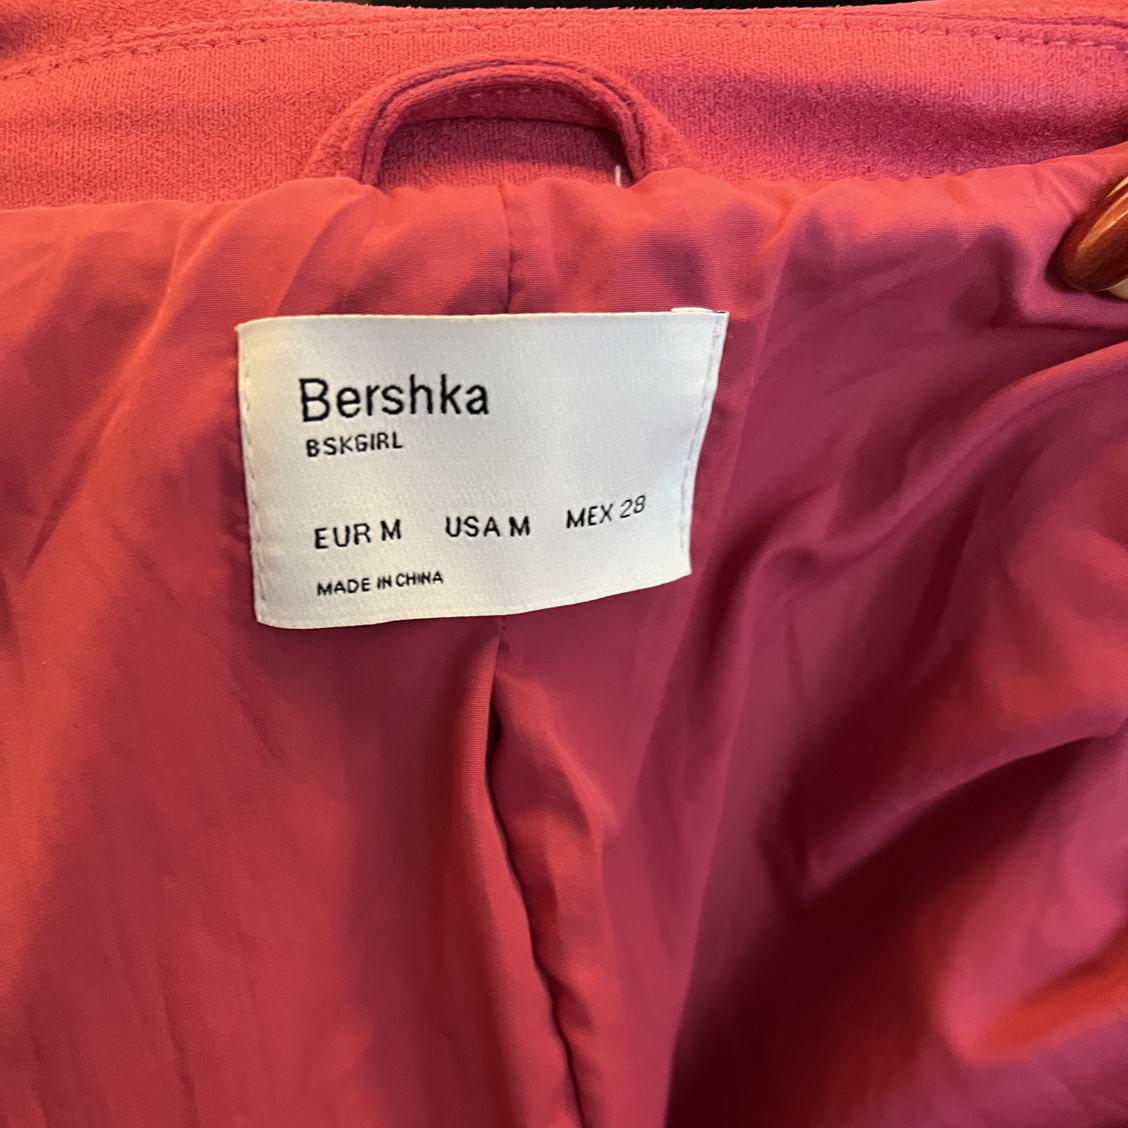 Bershka
BSKGIRL
EUR M USA M MEX 28
MADE IN CHINA